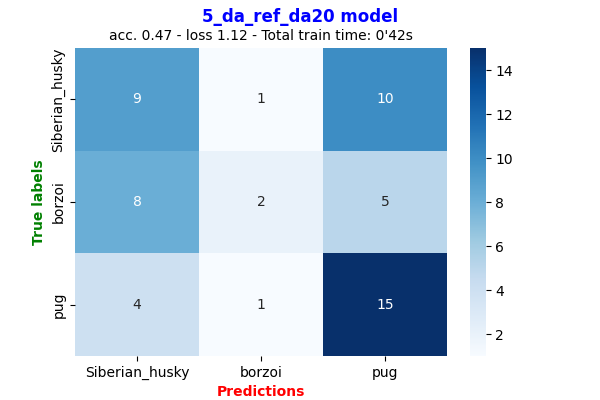 5_da_ref_da20 model
acc. 0.47 - loss 1.12 - Total train time: 0'42s
True labels
Siberian_husky
borzoi
pug
9 1 10
8 2 5
4 1 15
Siberian_husky borzoi pug
Predictions
14
12
10
8
6
4
2